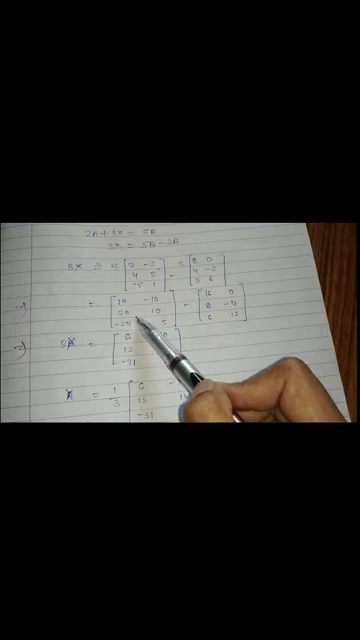 2A + 3X = 5B
3X = 5B - 2A
3X = 5 [2 -2 - 2 [8 0
4 2 4 -2
-5 1] 3 6]
⇒ = [10 -10 - [16 0
20 10 8 -4
-25 5] 6 12]
⇒ 3X = [6
12
-31
X = 1/3 [6
12
-31